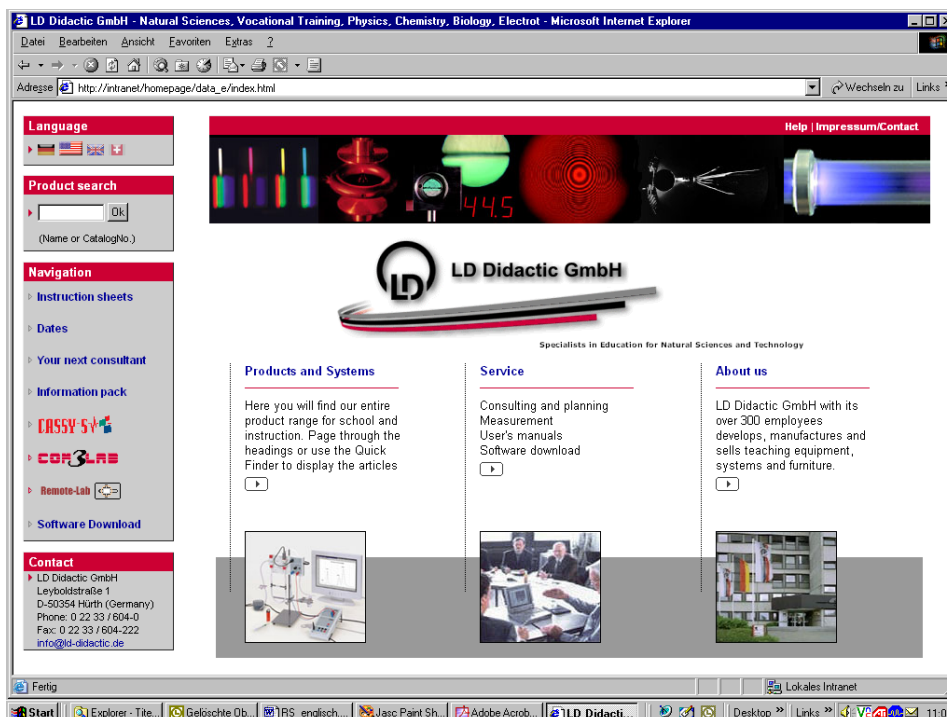 LD Didactic GmbH - Natural Sciences, Vocational Training, Physics, Chemistry, Biology, Electrot - Microsoft Internet Explorer
Datei Bearbeiten Ansicht Favoriten Extras ?
Adresse http://intranet/homepage/data_e/index.html Wechseln zu Links »
Language
Help | Impressum/Contact
Product search
Ok
(Name or CatalogNo.)
44.5
LD
LD Didactic GmbH
Specialists in Education for Natural Sciences and Technology
Navigation
Instruction sheets
Dates
Your next consultant
Information pack
CASSY-S
COM3LAB
Remote-Lab
Software Download
Contact
LD Didactic GmbH
Leyboldstraße 1
D-50354 Hürth (Germany)
Phone: 0 22 33 / 604-0
Fax: 0 22 33 / 604-222
info@ld-didactic.de
Products and Systems
Here you will find our entire
product range for school and
instruction. Page through the
headings or use the Quick
Finder to display the articles
Service
Consulting and planning
Measurement
User's manuals
Software download
About us
LD Didactic GmbH with its
over 300 employees
develops, manufactures and
sells teaching equipment,
systems and furniture.
Fertig
Lokales Intranet
Start Explorer - Tite... Gelöschte Ob... RS_englisch... Jasc Paint Sh... Adobe Acrob... LD Didacti... Desktop » Links »